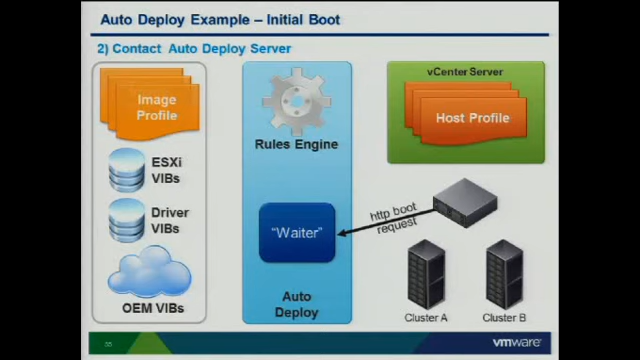 Auto Deploy Example – Initial Boot
2) Contact Auto Deploy Server
Image
Profile
ESXi
VIBs
Driver
VIBs
OEM VIBs
Rules Engine
"Waiter"
Auto
Deploy
vCenter Server
Host Profile
http boot
request
Cluster A
Cluster B
35
vmware